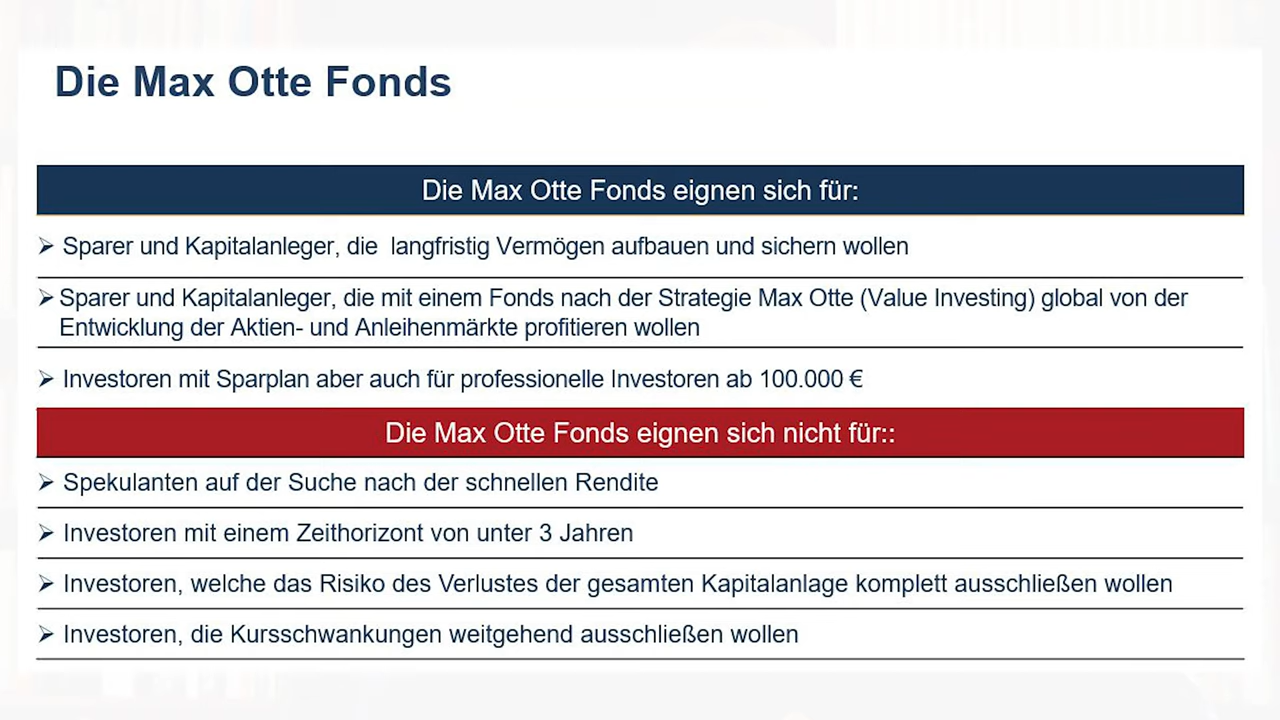 Die Max Otte Fonds
Die Max Otte Fonds eignen sich für:
➢ Sparer und Kapitalanleger, die  langfristig Vermögen aufbauen und sichern wollen
➢ Sparer und Kapitalanleger, die mit einem Fonds nach der Strategie Max Otte (Value Investing) global von der
Entwicklung der Aktien- und Anleihenmärkte profitieren wollen
➢ Investoren mit Sparplan aber auch für professionelle Investoren ab 100.000 €
Die Max Otte Fonds eignen sich nicht für::
➢ Spekulanten auf der Suche nach der schnellen Rendite
➢ Investoren mit einem Zeithorizont von unter 3 Jahren
➢ Investoren, welche das Risiko des Verlustes der gesamten Kapitalanlage komplett ausschließen wollen
➢ Investoren, die Kursschwankungen weitgehend ausschließen wollen